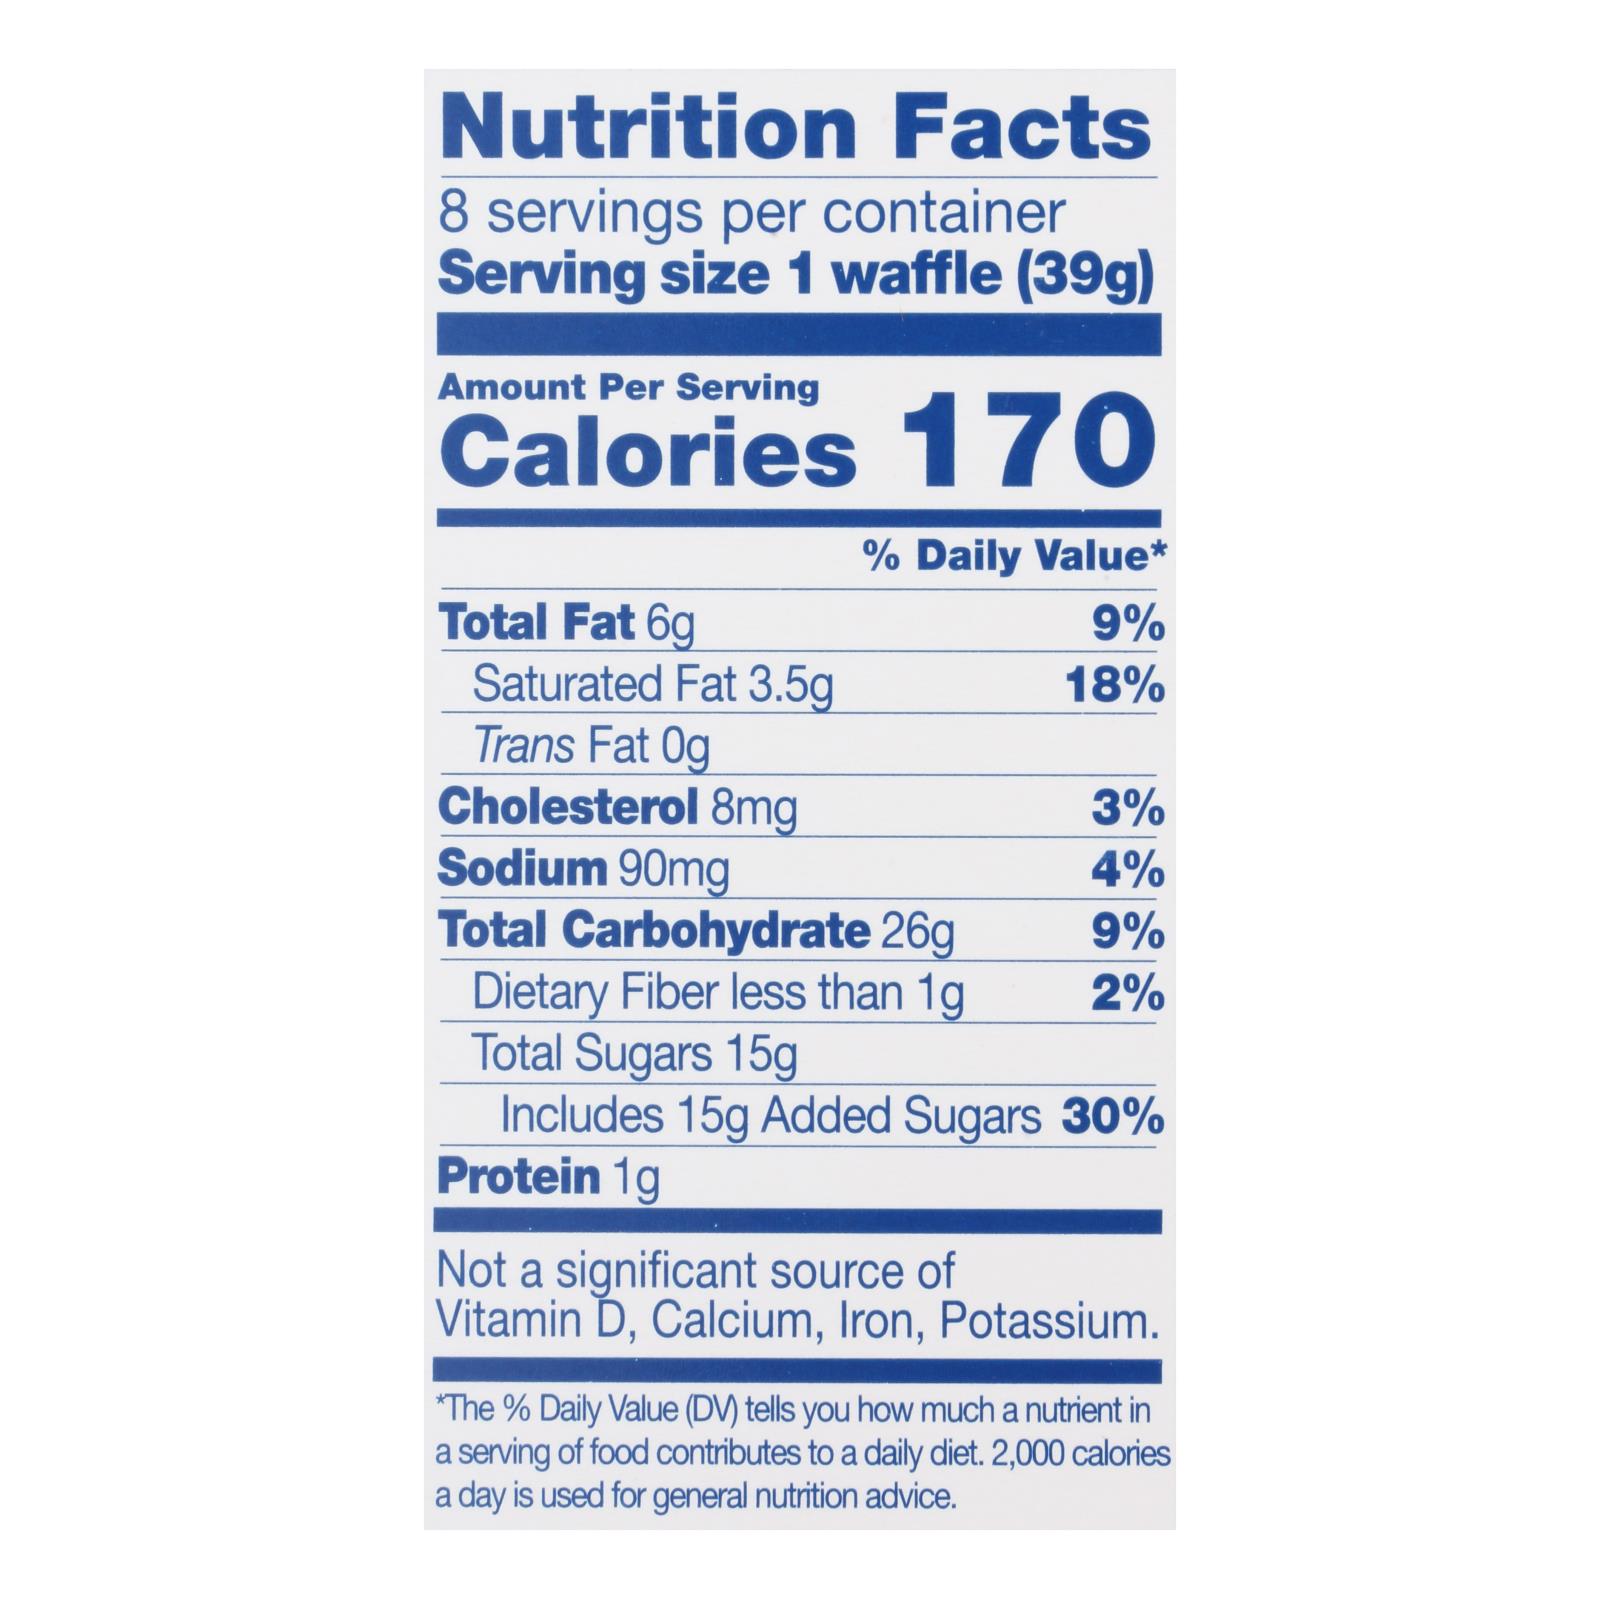 Nutrition Facts
8 servings per container
Serving size 1 waffle (39g)
Amount Per Serving
Calories 170
% Daily Value*
Total Fat 6g 9%
Saturated Fat 3.5g 18%
Trans Fat 0g
Cholesterol 8mg 3%
Sodium 90mg 4%
Total Carbohydrate 26g 9%
Dietary Fiber less than 1g 2%
Total Sugars 15g
Includes 15g Added Sugars 30%
Protein 1g
Not a significant source of
Vitamin D, Calcium, Iron, Potassium.
*The % Daily Value (DV) tells you how much a nutrient in
a serving of food contributes to a daily diet. 2,000 calories
a day is used for general nutrition advice.